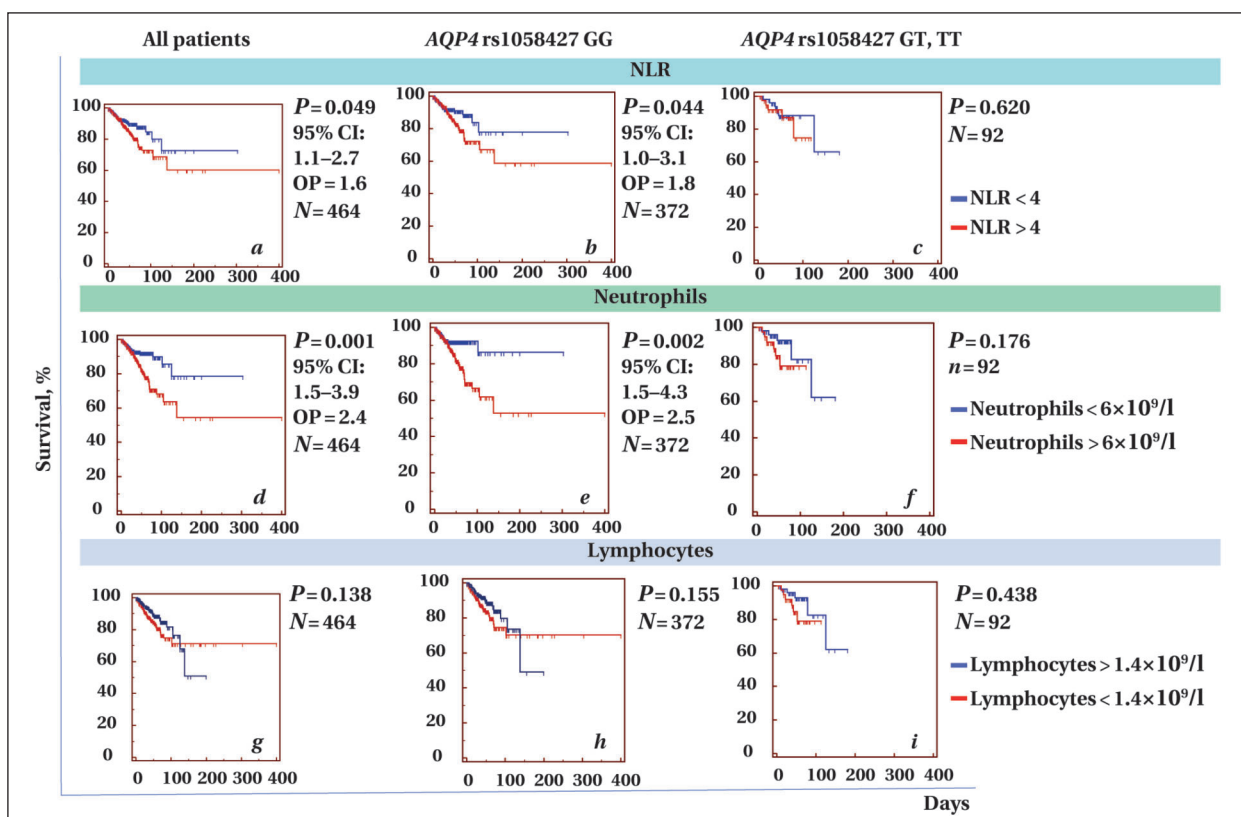 All patients
AQP4 rs1058427 GG
AQP4 rs1058427 GT, TT
NLR
100
80
60
40
20
0
0 100 200 300 400
a
P = 0.049
95% CI:
1.1–2.7
OP = 1.6
N = 464
100
80
60
40
20
0
0 100 200 300 400
b
P = 0.044
95% CI:
1.0–3.1
OP = 1.8
N = 372
100
80
60
40
20
0
0 100 200 300 400
c
P = 0.620
N = 92
NLR < 4
NLR > 4
Neutrophils
Survival, %
100
80
60
40
20
0
0 100 200 300 400
d
P = 0.001
95% CI:
1.5–3.9
OP = 2.4
N = 464
100
80
60
40
20
0
0 100 200 300 400
e
P = 0.002
95% CI:
1.5–4.3
OP = 2.5
N = 372
100
80
60
40
20
0
0 100 200 300 400
f
P = 0.176
n = 92
Neutrophils < 6×10⁹/l
Neutrophils > 6×10⁹/l
Lymphocytes
100
80
60
40
20
0
0 100 200 300 400
g
P = 0.138
N = 464
100
80
60
40
20
0
0 100 200 300 400
h
P = 0.155
N = 372
100
80
60
40
20
0
0 100 200 300 400
i
P = 0.438
N = 92
Lymphocytes > 1.4×10⁹/l
Lymphocytes < 1.4×10⁹/l
Days